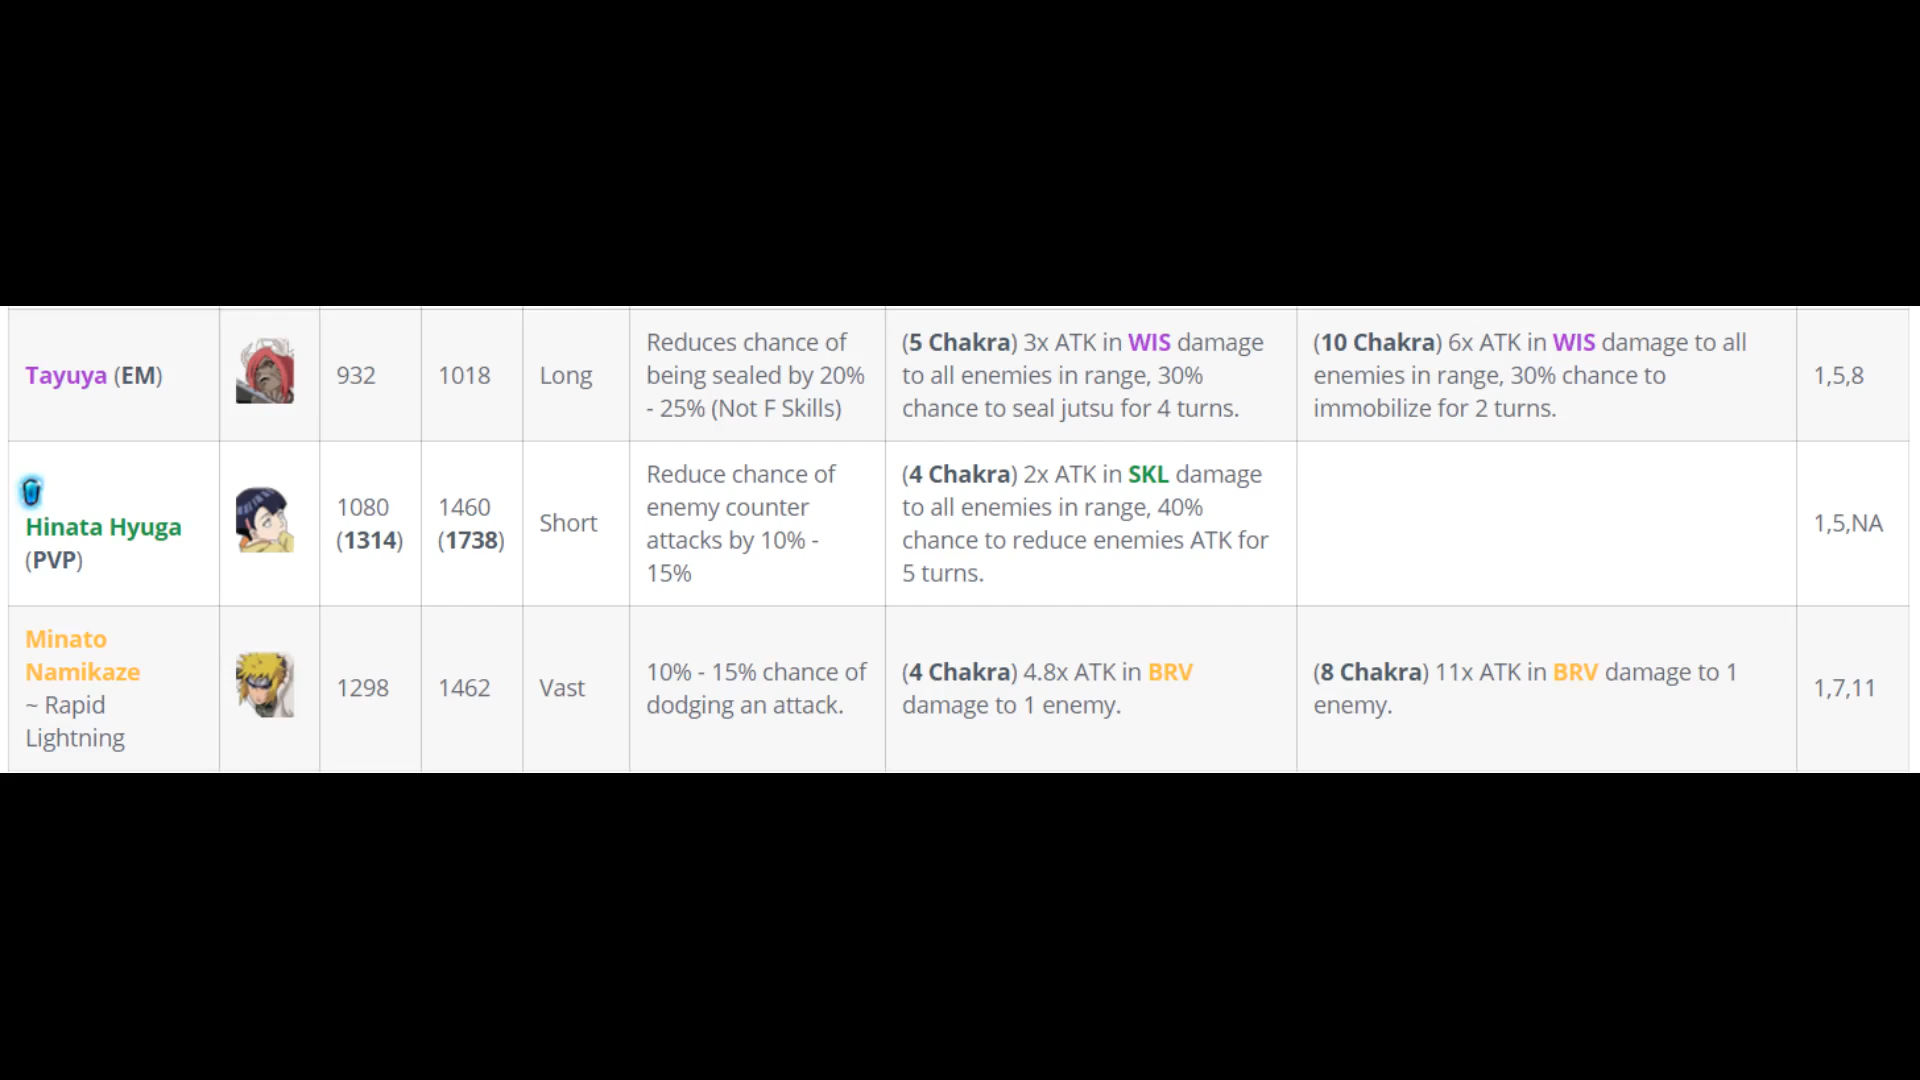 Tayuya (EM)
932
1018
Long
Reduces chance of
being sealed by 20%
- 25% (Not F Skills)
(5 Chakra) 3x ATK in WIS damage
to all enemies in range, 30%
chance to seal jutsu for 4 turns.
(10 Chakra) 6x ATK in WIS damage to all
enemies in range, 30% chance to
immobilize for 2 turns.
1,5,8
Hinata Hyuga
(PVP)
1080
(1314)
1460
(1738)
Short
Reduce chance of
enemy counter
attacks by 10% -
15%
(4 Chakra) 2x ATK in SKL damage
to all enemies in range, 40%
chance to reduce enemies ATK for
5 turns.
1,5,NA
Minato
Namikaze
~ Rapid
Lightning
1298
1462
Vast
10% - 15% chance of
dodging an attack.
(4 Chakra) 4.8x ATK in BRV
damage to 1 enemy.
(8 Chakra) 11x ATK in BRV damage to 1
enemy.
1,7,11